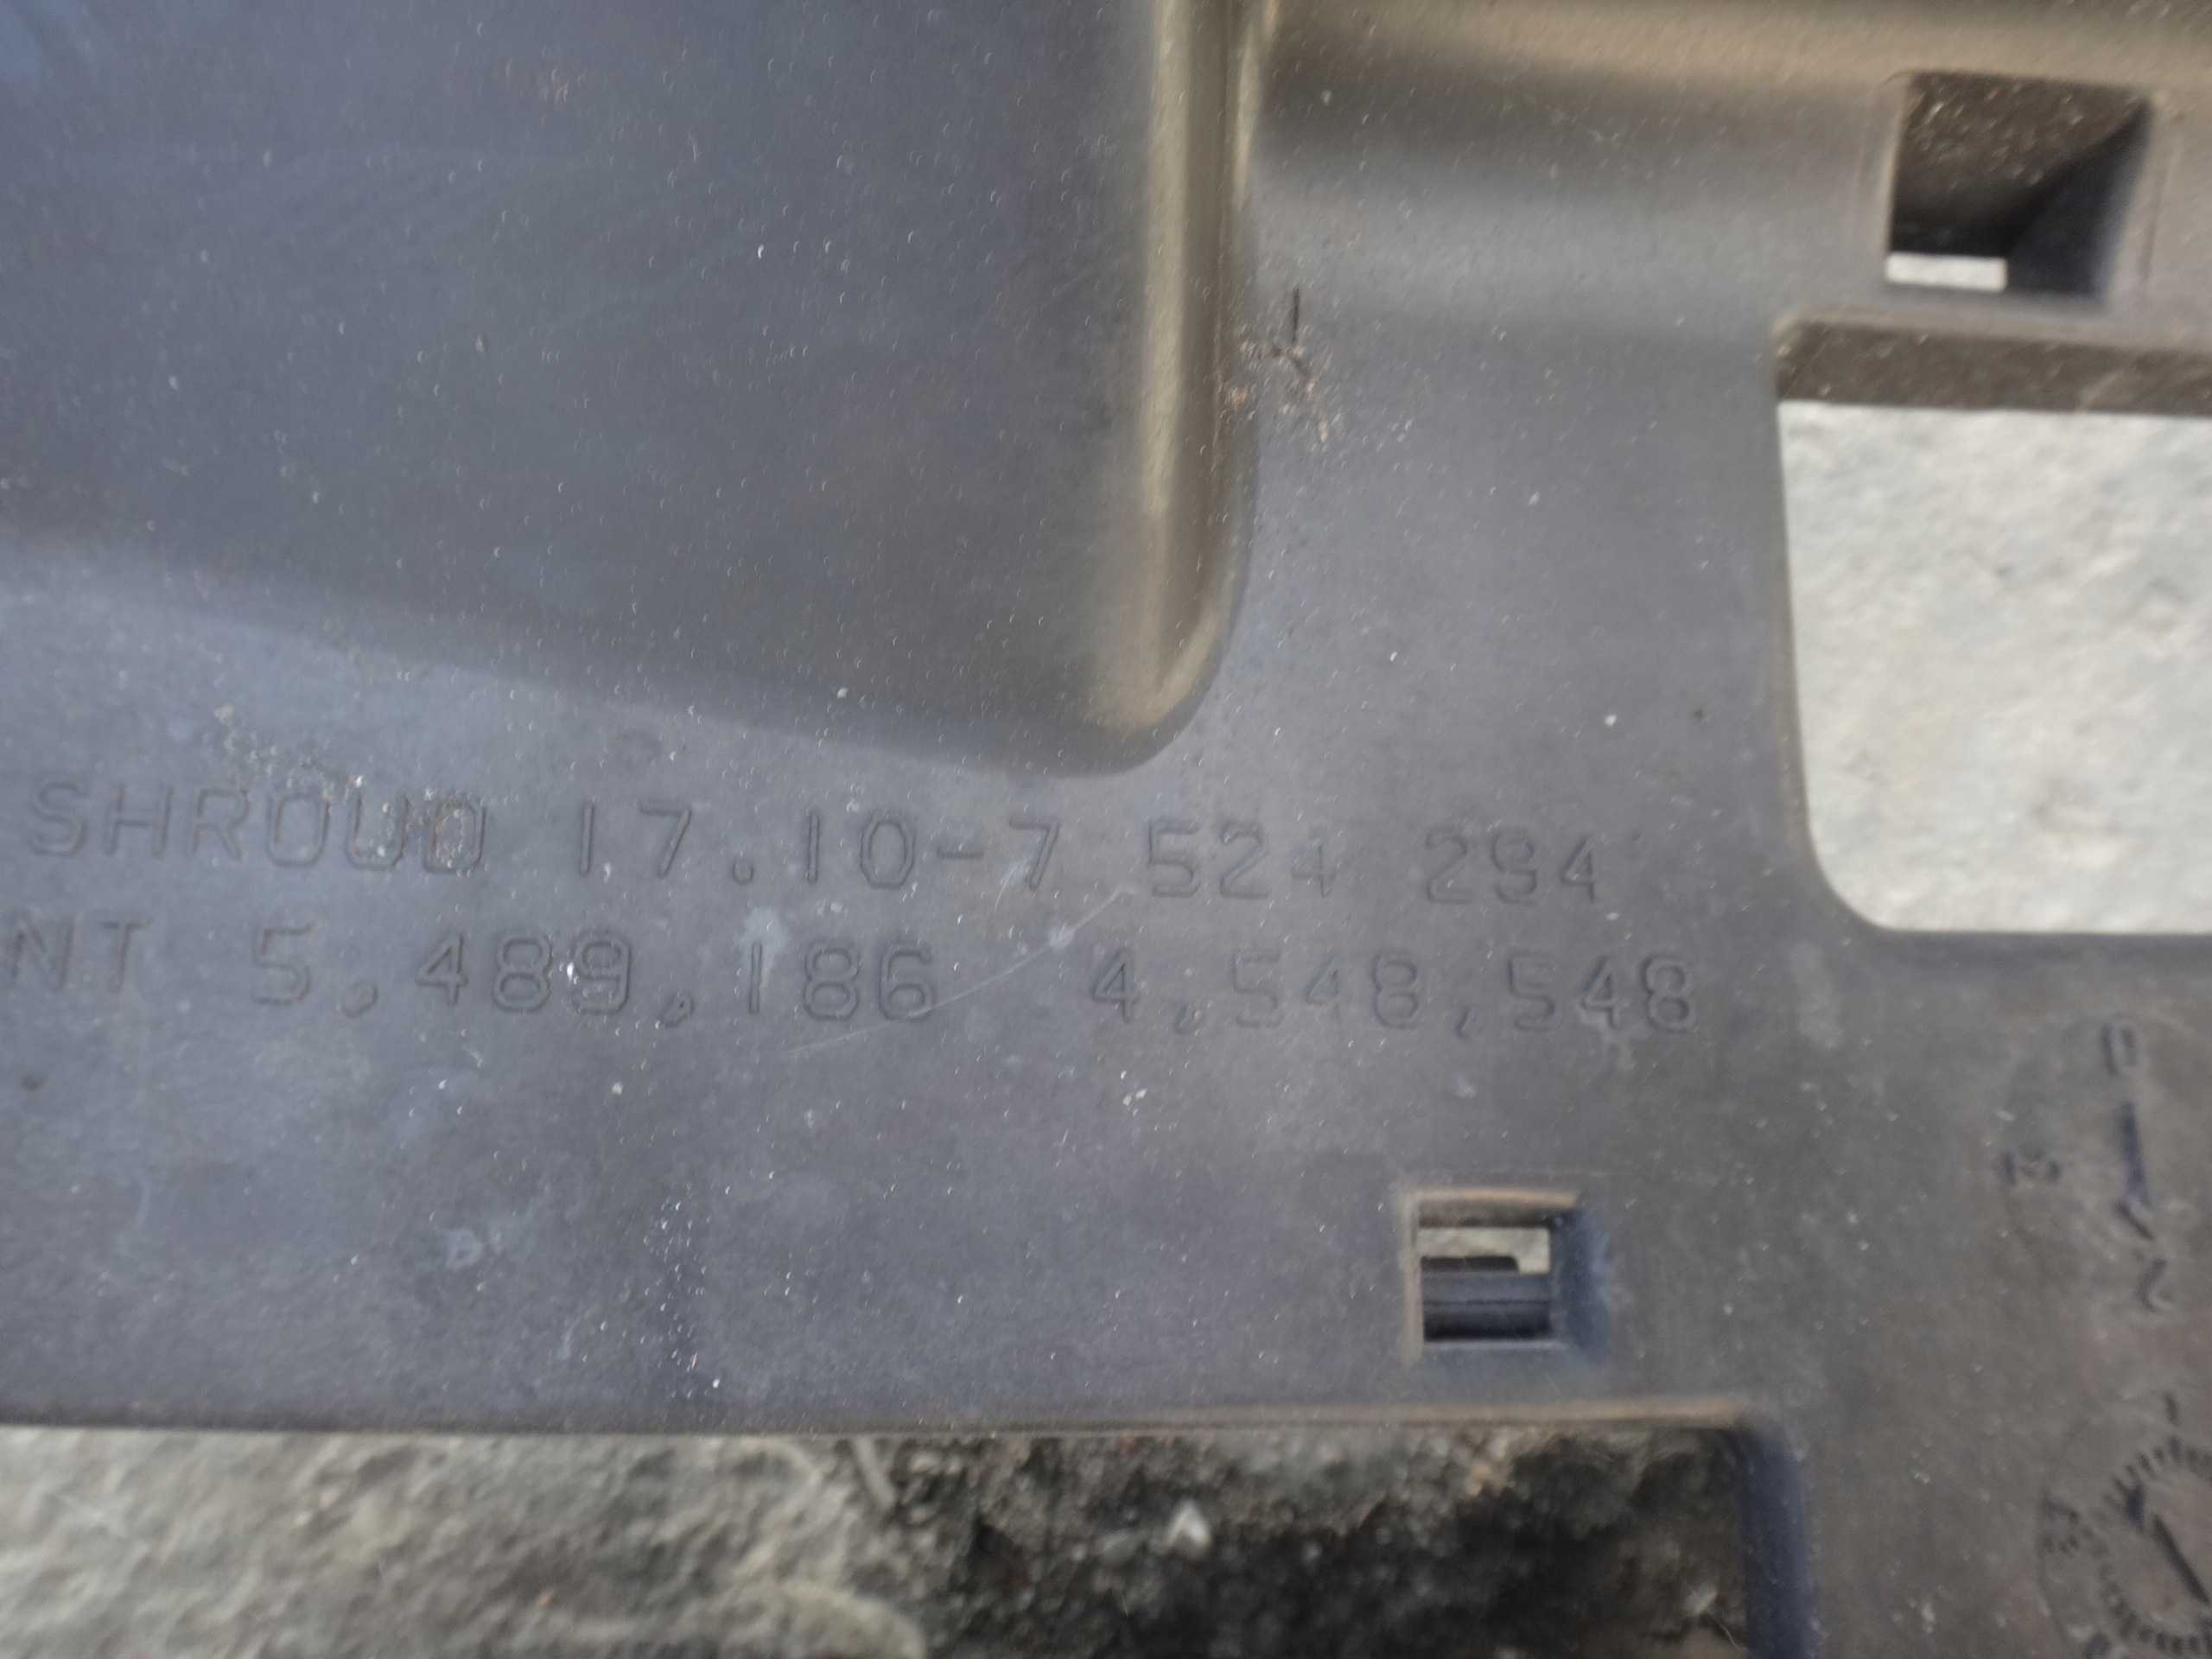 SHROUD 17.10-7 524 294
NT 5,489,186 4,548,548